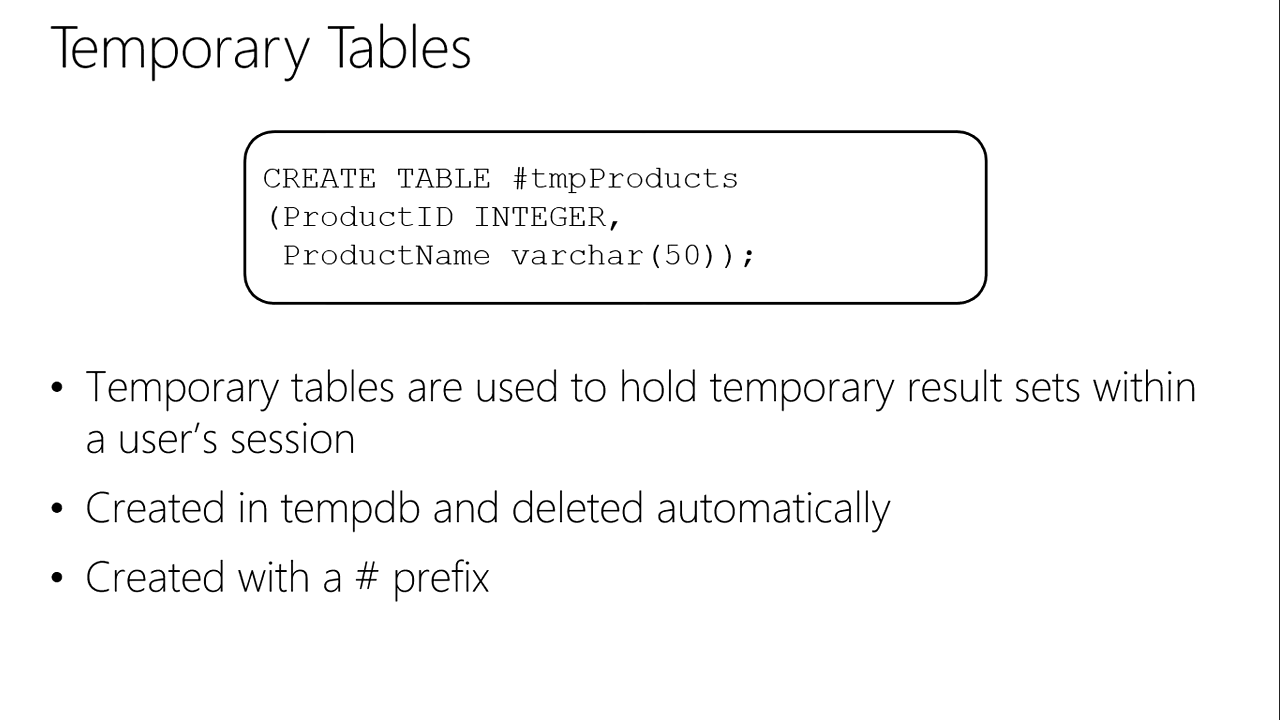 Temporary Tables
CREATE TABLE #tmpProducts
(ProductID INTEGER,
 ProductName varchar(50));
• Temporary tables are used to hold temporary result sets within
a user’s session
• Created in tempdb and deleted automatically
• Created with a # prefix